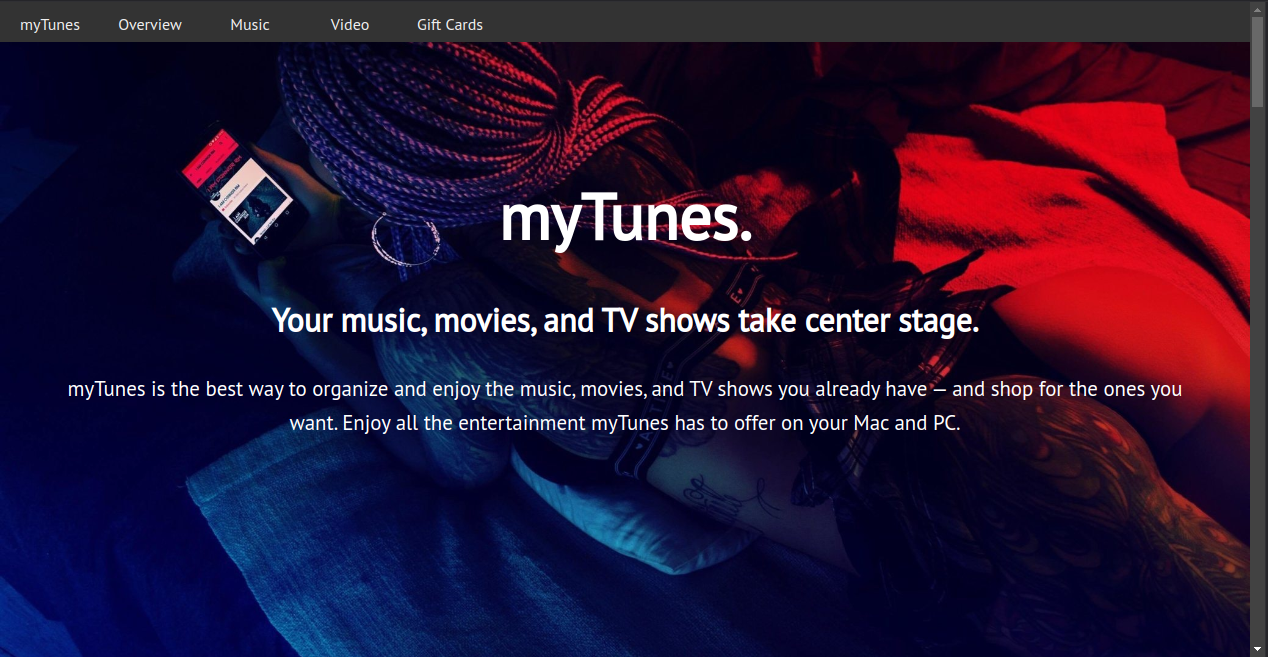 myTunes Overview Music Video Gift Cards
myTunes.
Your music, movies, and TV shows take center stage.
myTunes is the best way to organize and enjoy the music, movies, and TV shows you already have — and shop for the ones you
want. Enjoy all the entertainment myTunes has to offer on your Mac and PC.